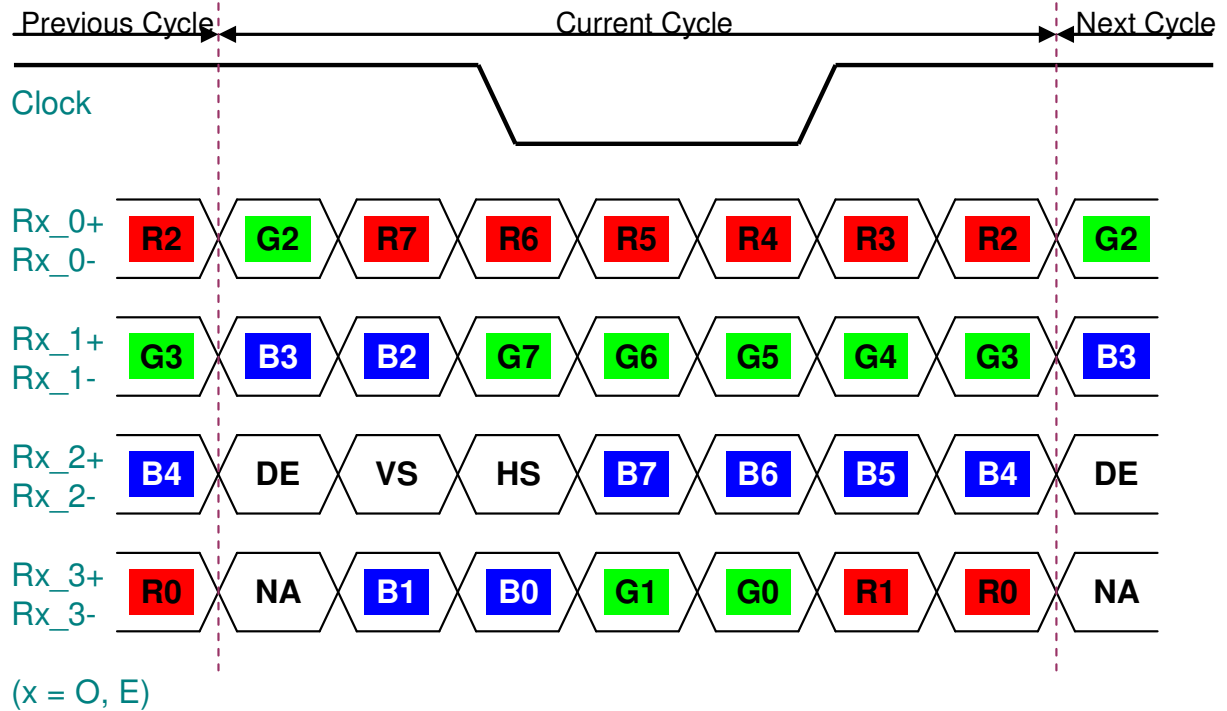 Previous Cycle Current Cycle Next Cycle
Clock
Rx_0+
Rx_0-
R2 G2 R7 R6 R5 R4 R3 R2 G2
Rx_1+
Rx_1-
G3 B3 B2 G7 G6 G5 G4 G3 B3
Rx_2+
Rx_2-
B4 DE VS HS B7 B6 B5 B4 DE
Rx_3+
Rx_3-
R0 NA B1 B0 G1 G0 R1 R0 NA
(x = O, E)